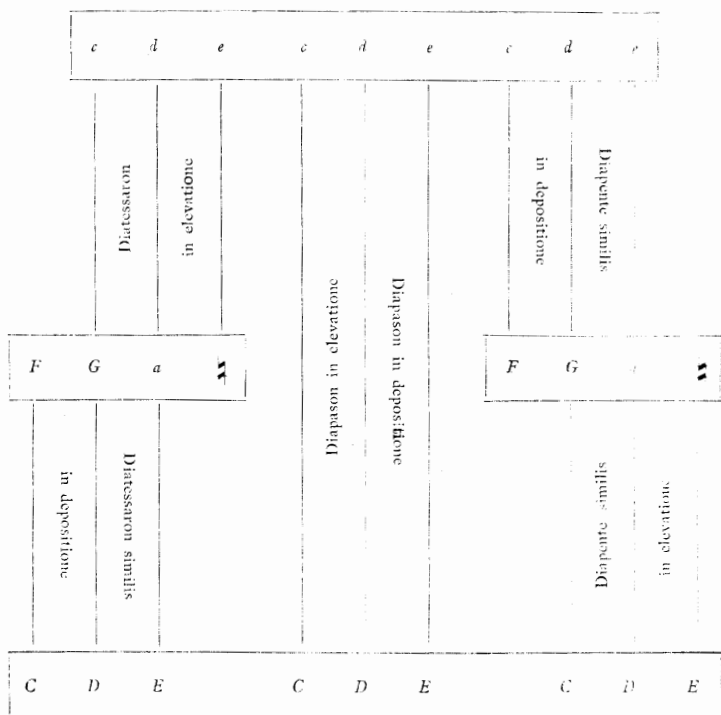 c d e c d e c d e
Diatessaron
in elevatione
in depositione
Diapente similis
Diapason in elevatione
Diapason in depositione
F G a ♮ F G a ♮
in depositione
Diatessaron similis
Diapente similis
in elevatione
C D E C D E C D E